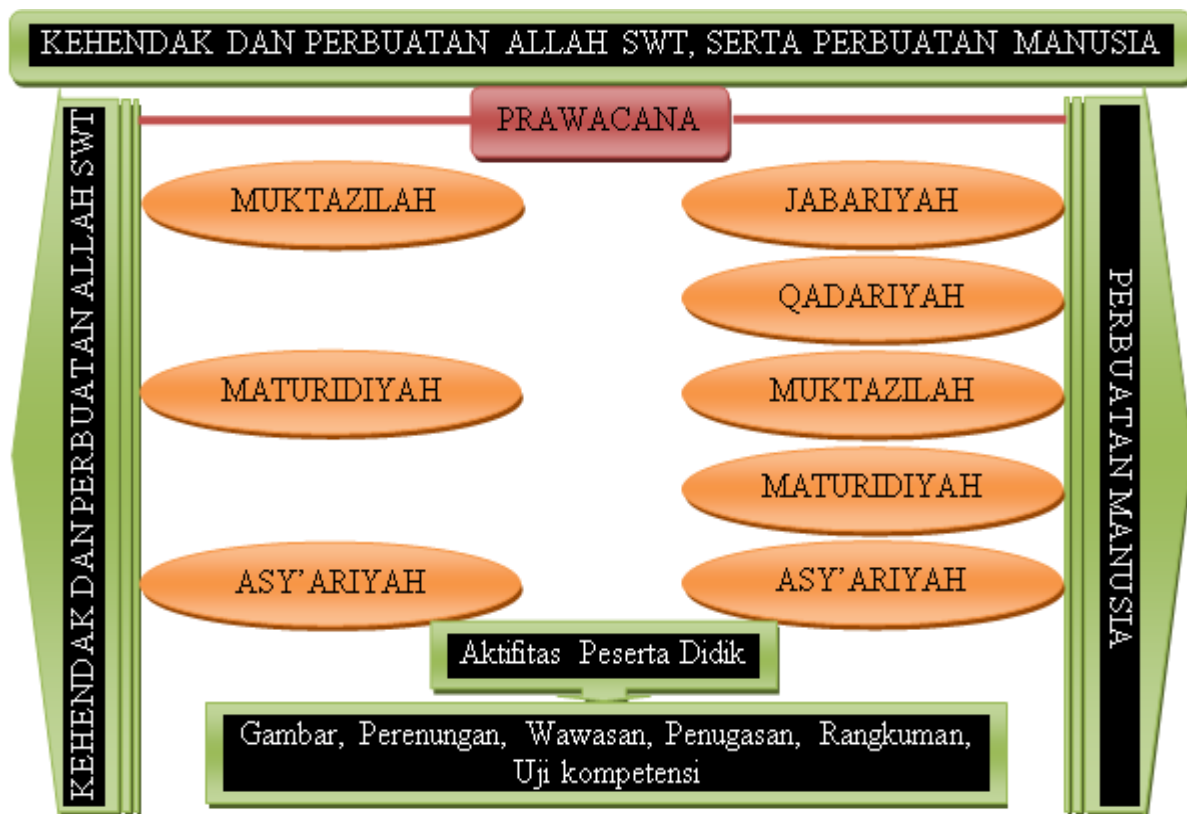 KEHENDAK DAN PERBUATAN ALLAH SWT, SERTA PERBUATAN MANUSIA
PRAWACANA
KEHENDAK DAN PERBUATAN ALLAH SWT
MUKTAZILAH
MATURIDIYAH
ASY'ARIYAH
JABARIYAH
QADARIYAH
MUKTAZILAH
MATURIDIYAH
ASY'ARIYAH
PERBUATAN MANUSIA
Aktifitas Peserta Didik
Gambar, Perenungan, Wawasan, Penugasan, Rangkuman,
Uji kompetensi